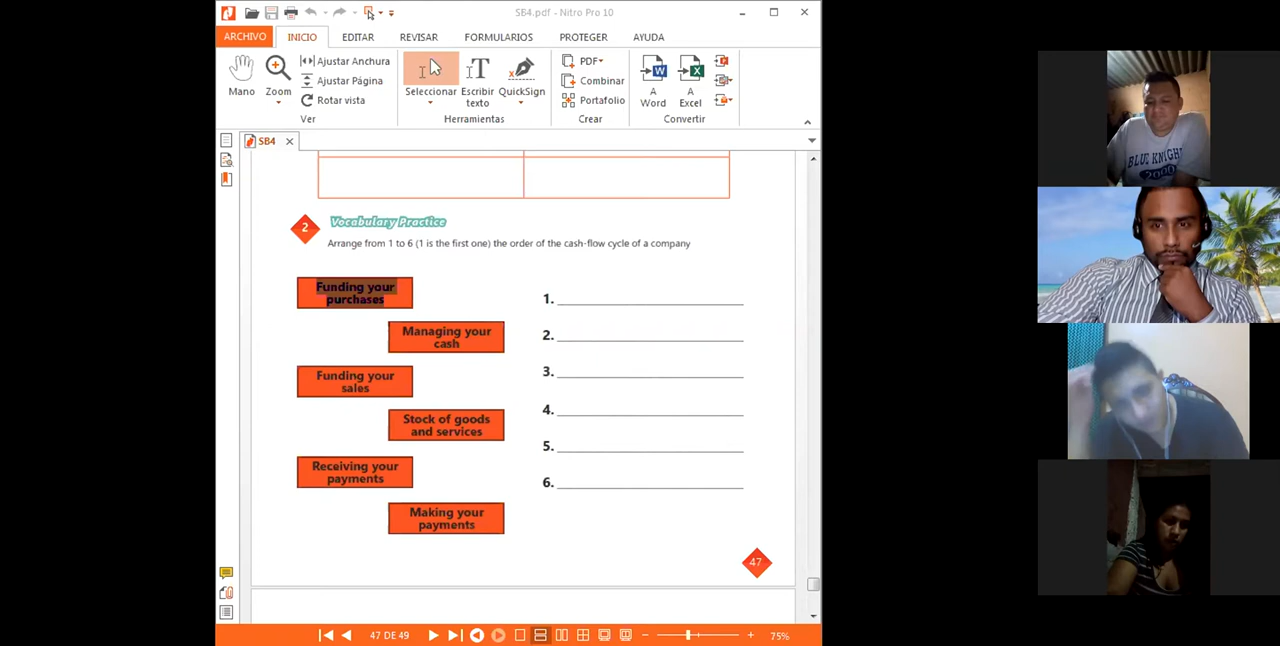 SB4.pdf - Nitro Pro 10
ARCHIVO
INICIO
EDITAR
REVISAR
FORMULARIOS
PROTEGER
AYUDA
Mano
Zoom
Ajustar Anchura
Ajustar Página
Rotar vista
Ver
Seleccionar
Escribir
texto
QuickSign
Herramientas
PDF
Combinar
Portafolio
Crear
A
Word
A
Excel
Convertir
SB4
2
Vocabulary Practice
Arrange from 1 to 6 (1 is the first one) the order of the cash-flow cycle of a company
Funding your
purchases
Managing your
cash
Funding your
sales
Stock of goods
and services
Receiving your
payments
Making your
payments
1.
2.
3.
4.
5.
6.
47
47 DE 49
75%
BLUE KNIGHTS
2000